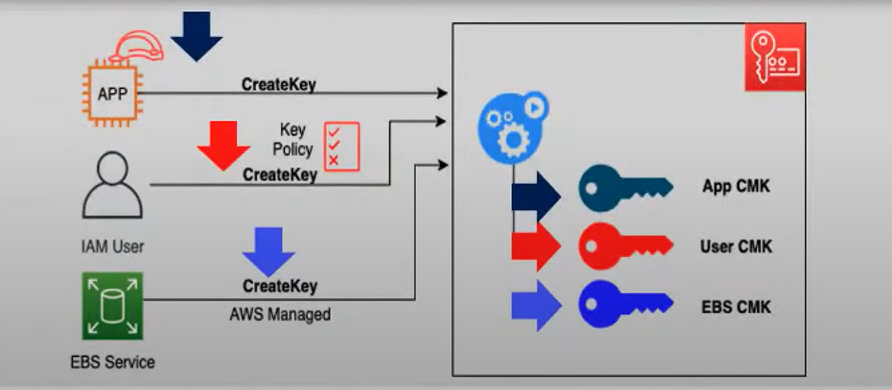 APP
CreateKey
Key
Policy
CreateKey
IAM User
CreateKey
AWS Managed
EBS Service
App CMK
User CMK
EBS CMK